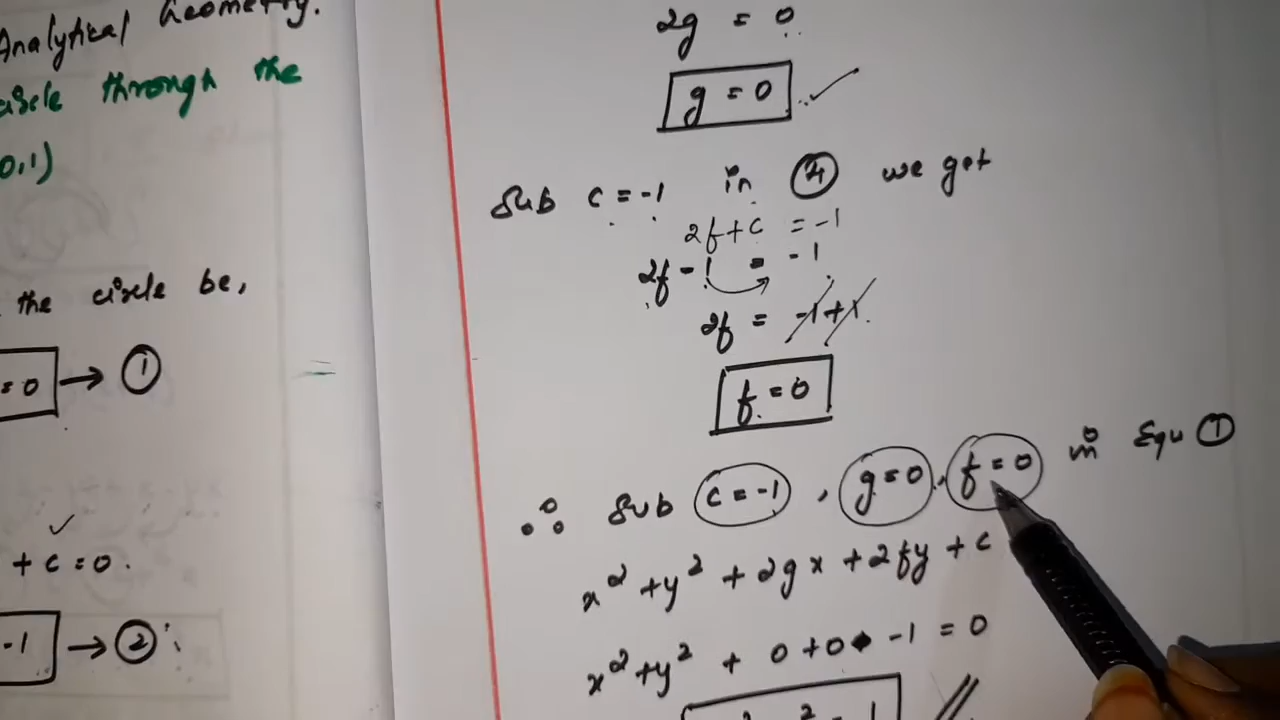 Analytical Geometry.
through the
0,1)
the circle be,
= 0 → ①
+ c = 0.
-1 → ②
2g = 0
g = 0
Sub c = -1 in ④ we get
2f + c = -1
2f - 1 = -1
2f = -1+1
f = 0
∴ Sub c = -1, g = 0, f = 0 in Equ ①
x² + y² + 2gx + 2fy + c
x² + y² + 0 + 0 -1 = 0